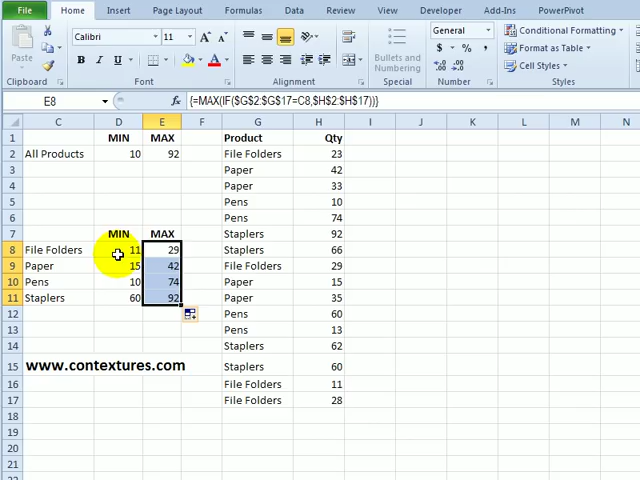 File Home Insert Page Layout Formulas Data Review View Developer Add-Ins PowerPivot
Calibri 11 A A General Conditional Formatting
Paste B I U A Bullets and Numbers $ % , Format as Table
.0 .00 .00 .0 Cell Styles
Clipboard Font Alignment Number Styles
E8 fx {=MAX(IF($G$2:$G$17=C8,$H$2:$H$17))}
C D E F G H I J K L M N
1 MIN MAX Product Qty
2 All Products 10 92 File Folders 23
3 Paper 42
4 Paper 33
5 Pens 10
6 Pens 74
7 MIN MAX Staplers 92
8 File Folders 11 29 Staplers 66
9 Paper 15 42 File Folders 29
10 Pens 10 74 Paper 15
11 Staplers 60 92 Paper 35
12 Pens 60
13 Pens 13
14 Staplers 62
15 www.contextures.com Staplers 60
16 File Folders 11
17 File Folders 28
18
19
20
21
22